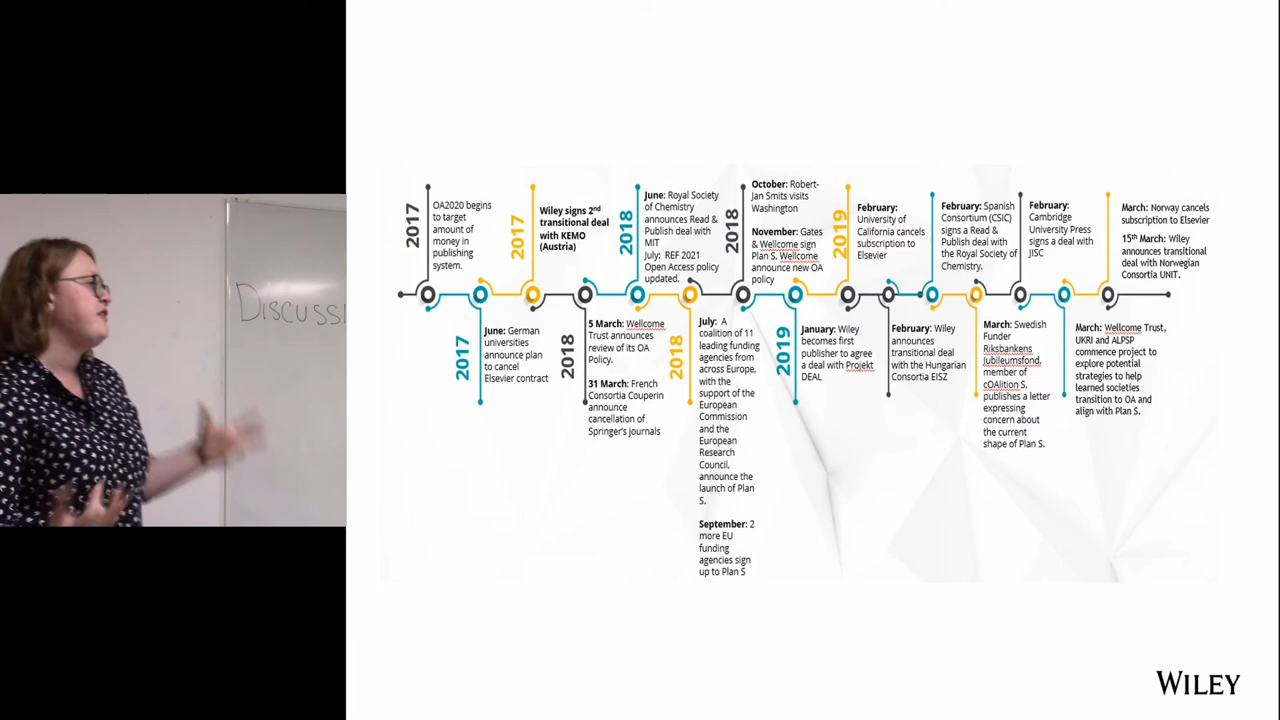 DISCUSSI
2017
OA2020 begins
to target
amount of
money in
publishing
system.
2017
June: German
universities
announce plan
to cancel
Elsevier contract
2017
Wiley signs 2nd
transitional deal
with KEMO
(Austria)
2018
5 March: Wellcome
Trust announces
review of its OA
Policy.
31 March: French
Consortia Couperin
announce
cancellation of
Springer's journals
2018
June: Royal Society
of Chemistry
announces Read &
Publish deal with
MIT
July: REF 2021
Open Access policy
updated.
2018
July: A
coalition of 11
leading funding
agencies from
across Europe,
with the
support of the
European
Commission
and the
European
Research
Council,
announce the
launch of Plan
S.
September: 2
more EU
funding
agencies sign
up to Plan S
2018
October: Robert-
Jan Smits visits
Washington
November: Gates
& Wellcome sign
Plan S. Wellcome
announce new OA
policy
2019
January: Wiley
becomes first
publisher to agree
a deal with Projekt
DEAL
2019
February:
University of
California cancels
subscription to
Elsevier
February: Wiley
announces
transitional deal
with the Hungarian
Consortia EISZ
February: Spanish
Consortium (CSIC)
signs a Read &
Publish deal with
the Royal Society of
Chemistry.
March: Swedish
Funder
Riksbankens
Jubileumsfond,
member of
cOAlition S,
publishes a letter
expressing
concern about
the current
shape of Plan S.
February:
Cambridge
University Press
signs a deal with
JISC
March: Wellcome Trust,
UKRI and ALPSP
commence project to
explore potential
strategies to help
learned societies
transition to OA and
align with Plan S.
March: Norway cancels
subscription to Elsevier
15th March: Wiley
announces transitional
deal with Norwegian
Consortia UNIT.
WILEY